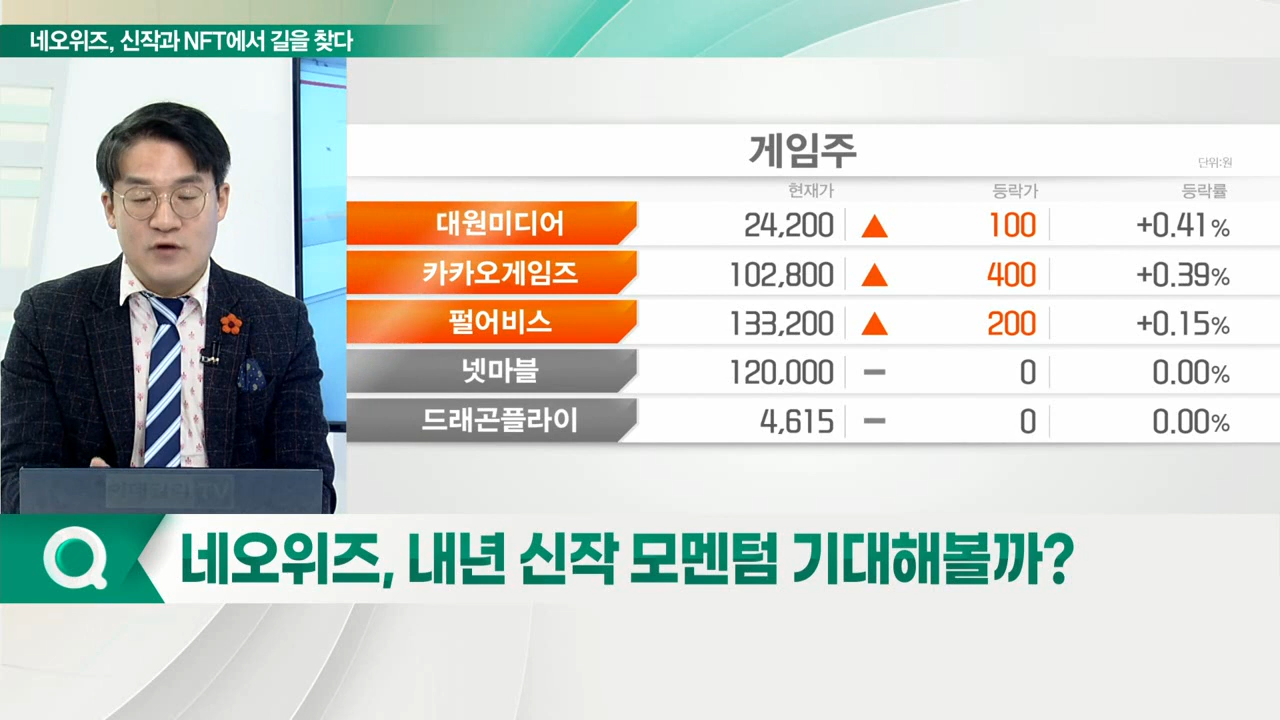 네오위즈, 신작과 NFT에서 길을 찾다
게임주
단위:원
현재가 등락가 등락률
대원미디어 24,200 ▲ 100 +0.41%
카카오게임즈 102,800 ▲ 400 +0.39%
펄어비스 133,200 ▲ 200 +0.15%
넷마블 120,000 - 0 0.00%
드래곤플라이 4,615 - 0 0.00%
네오위즈, 내년 신작 모멘텀 기대해볼까?